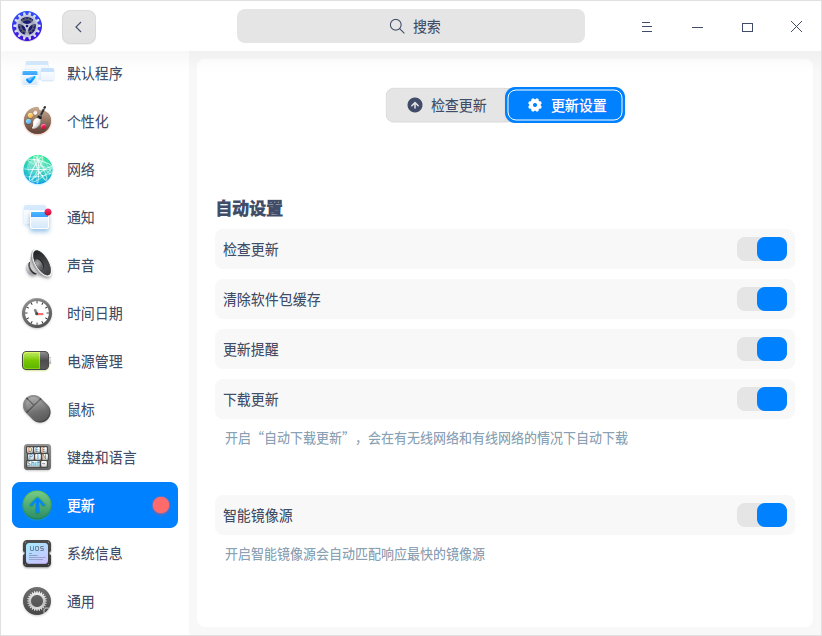 搜索
默认程序
个性化
网络
通知
声音
时间日期
电源管理
鼠标
键盘和语言
更新
UOS
系统信息
通用
检查更新
更新设置
自动设置
检查更新
清除软件包缓存
更新提醒
下载更新
开启“自动下载更新”，会在有无线网络和有线网络的情况下自动下载
智能镜像源
开启智能镜像源会自动匹配响应最快的镜像源